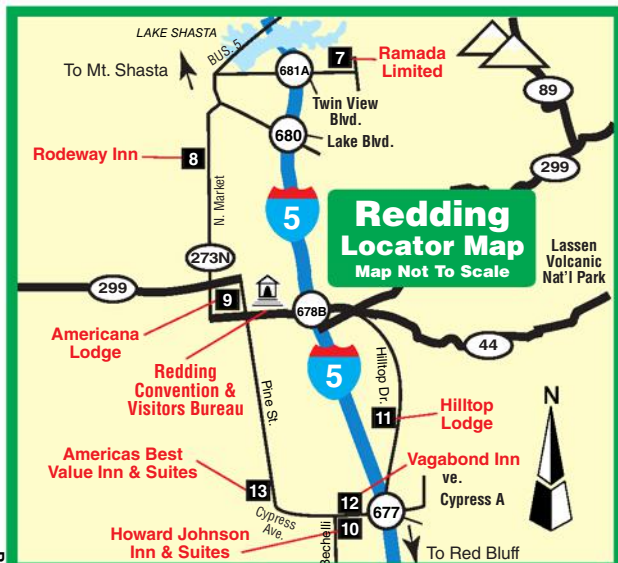 LAKE SHASTA
BUS. 5
To Mt. Shasta
681A
7
Ramada
Limited
Twin View
Blvd.
89
680
Lake Blvd.
Rodeway Inn
8
299
N. Market
5
Redding
Locator Map
Map Not To Scale
273N
Lassen
Volcanic
Nat'l Park
299
9
678B
Americana
Lodge
44
Redding
Convention &
Visitors Bureau
Pine St.
5
Hilltop Dr.
11
Hilltop
Lodge
N
Americas Best
Value Inn & Suites
13
Vagabond Inn
ve.
Cypress A
12
677
Cypress
Ave.
Howard Johnson
Inn & Suites
10
Bechelli
To Red Bluff